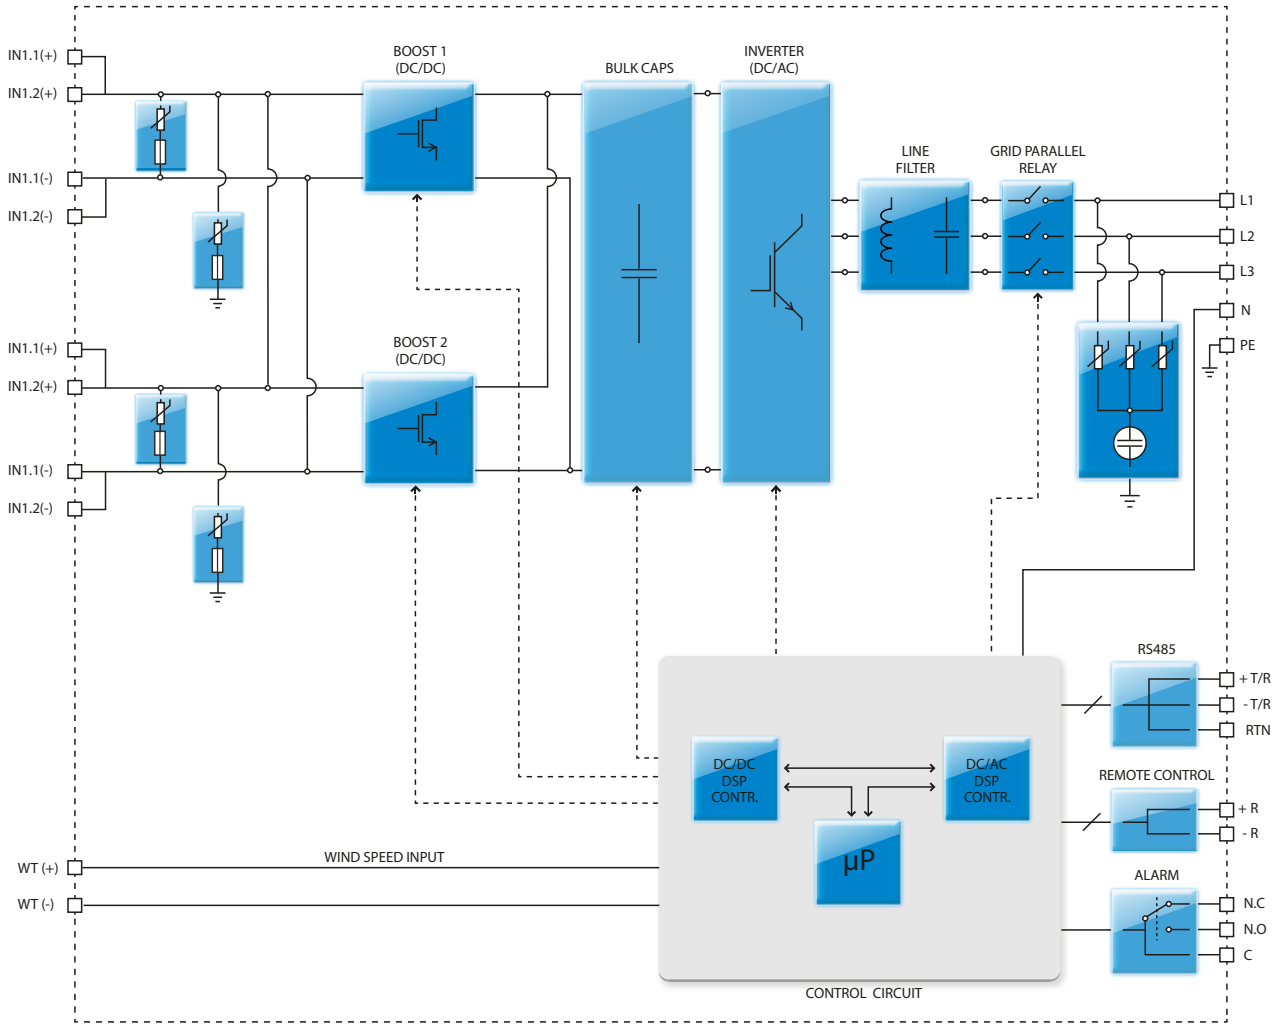 IN1.1(+)
IN1.2(+)
IN1.1(-)
IN1.2(-)
IN1.1(+)
IN1.2(+)
IN1.1(-)
IN1.2(-)
BOOST 1
(DC/DC)
BOOST 2
(DC/DC)
BULK CAPS
INVERTER
(DC/AC)
LINE
FILTER
GRID PARALLEL
RELAY
L1
L2
L3
N
PE
RS485
+ T/R
- T/R
RTN
REMOTE CONTROL
+ R
- R
ALARM
N.C
N.O
C
DC/DC
DSP
CONTR.
DC/AC
DSP
CONTR.
µP
WT (+)
WIND SPEED INPUT
WT (-)
CONTROL CIRCUIT